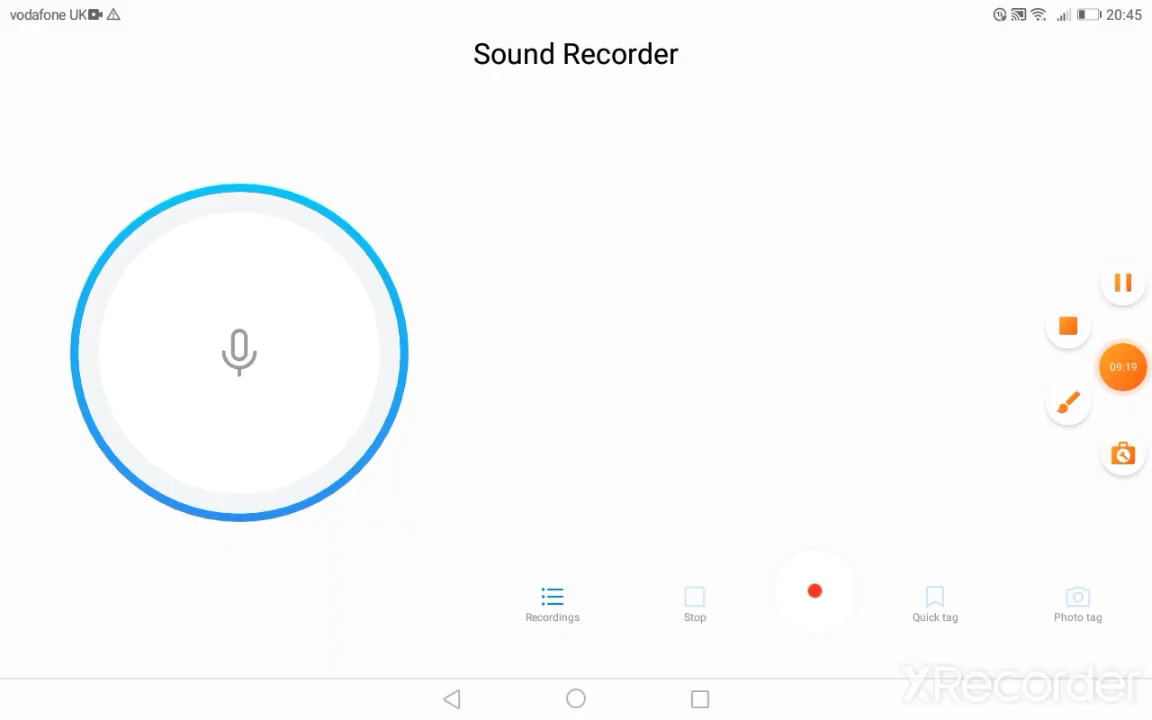 vodafone UK
20:45
Sound Recorder
09:19
Recordings
Stop
Quick tag
Photo tag
XRecorder